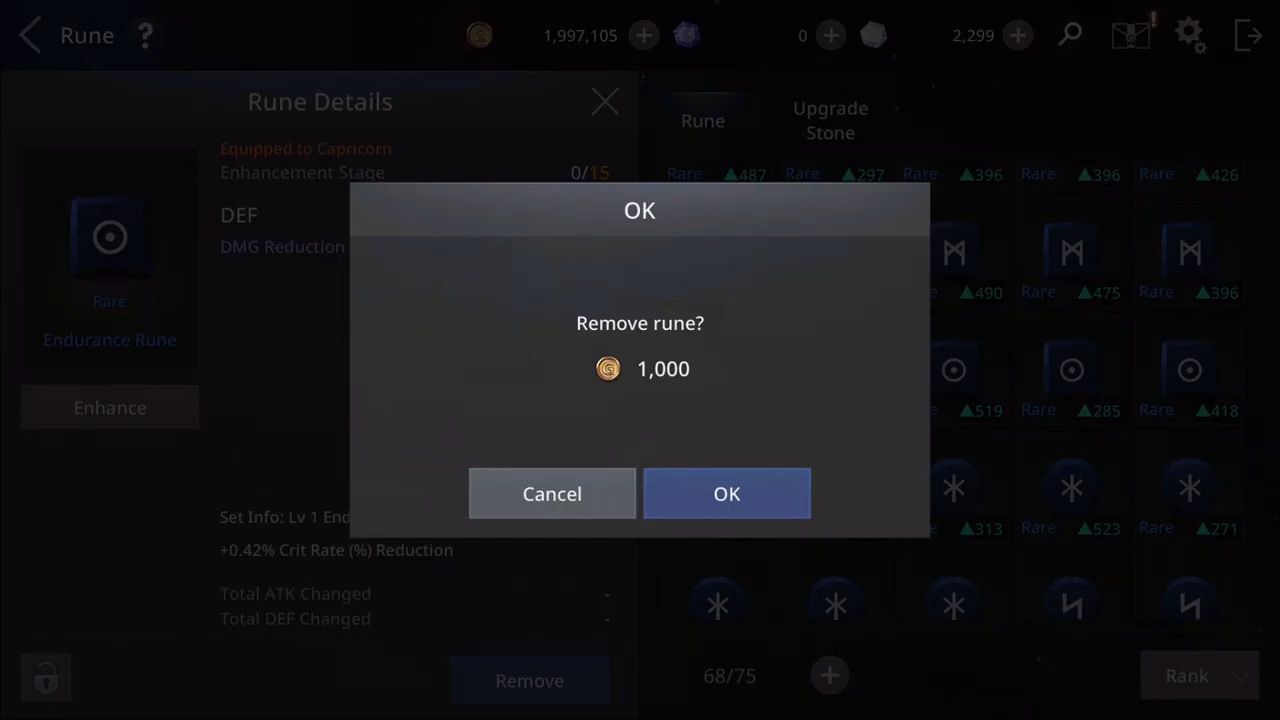 Rune ?
1,997,105
0
2,299
Rune Details
Rune
Upgrade
Stone
Equipped to Capricorn
Enhancement Stage 0/15
DEF
DMG Reduction
Rare
Endurance Rune
Enhance
Set Info: Lv 1 End
+0.42% Crit Rate (%) Reduction
Total ATK Changed -
Total DEF Changed -
Remove
OK
Remove rune?
1,000
Cancel
OK
Rare ▲487 Rare ▲297 Rare ▲396 Rare ▲396 Rare ▲426
e ▲490 Rare ▲475 Rare ▲396
e ▲519 Rare ▲285 Rare ▲418
e ▲313 Rare ▲523 Rare ▲271
68/75
Rank